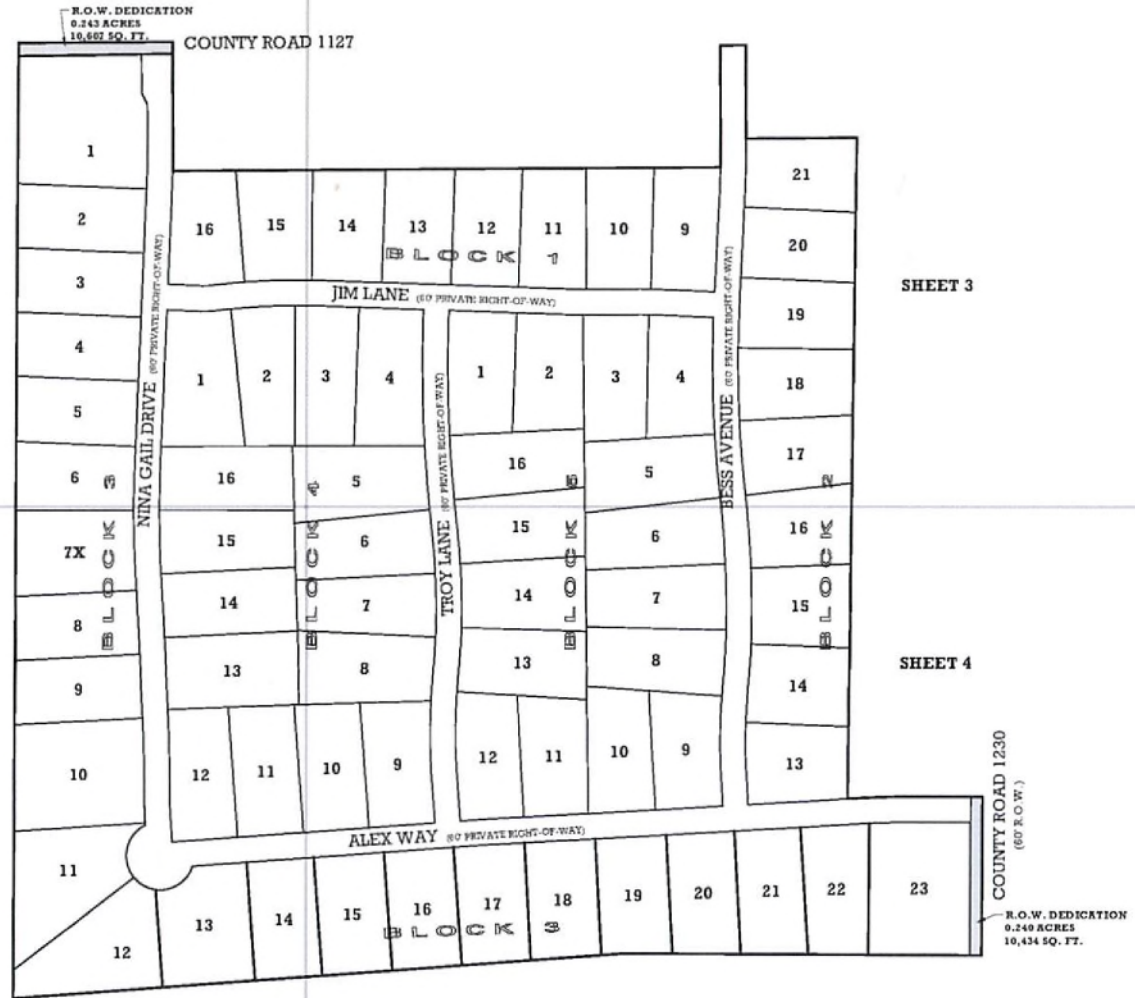 R.O.W. DEDICATION
0.243 ACRES
10,607 SQ. FT.
COUNTY ROAD 1127
1
2
3
4
5
6
7X
8
9
10
11
12
BLOCK 3
NINA GAIL DRIVE (60' PRIVATE RIGHT-OF-WAY)
16 15 14 13 12 11 10 9
BLOCK 1
JIM LANE (60' PRIVATE RIGHT-OF-WAY)
1 2 3 4
16 5
15 6
14 7
13 8
12 11 10 9
BLOCK 4
TROY LANE (60' PRIVATE RIGHT-OF-WAY)
1 2 3 4
16 5
15 6
14 7
13 8
12 11 10 9
BLOCK 5
BESS AVENUE (60' PRIVATE RIGHT-OF-WAY)
21
20
19
18
17
16
15
14
13
BLOCK 2
SHEET 3
SHEET 4
ALEX WAY (60' PRIVATE RIGHT-OF-WAY)
13 14 15 16 17 18 19 20 21 22 23
BLOCK 3
COUNTY ROAD 1230
(60' R.O.W.)
R.O.W. DEDICATION
0.240 ACRES
10,434 SQ. FT.